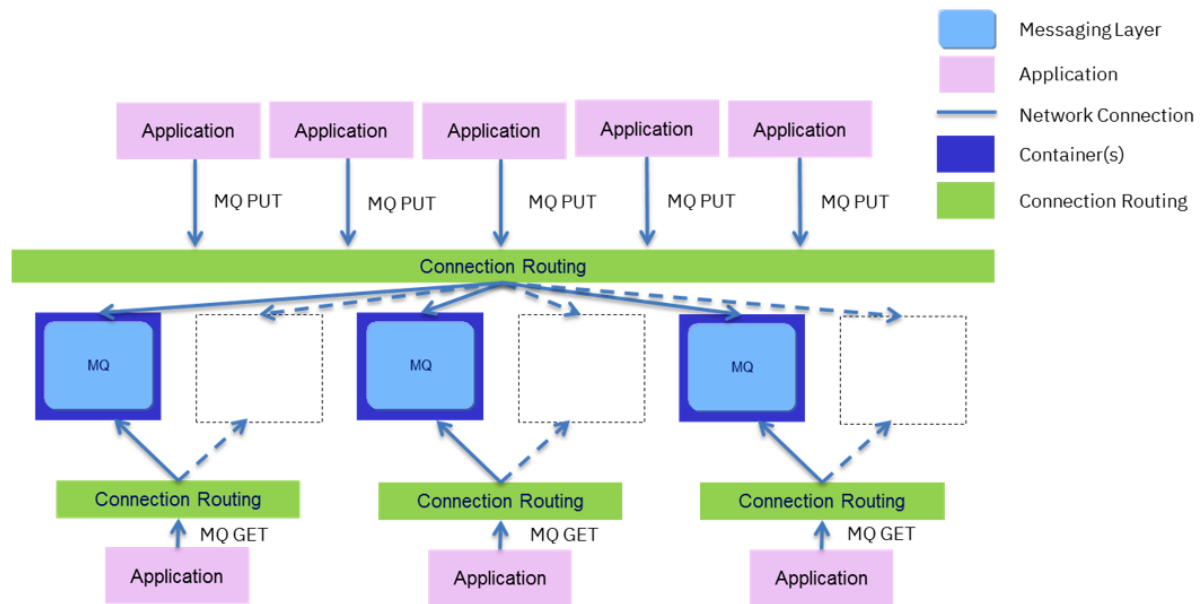 Messaging Layer
Application
Network Connection
Container(s)
Connection Routing
Application
Application
Application
Application
Application
MQ PUT
MQ PUT
MQ PUT
MQ PUT
MQ PUT
Connection Routing
MQ
MQ
MQ
Connection Routing
Connection Routing
Connection Routing
MQ GET
MQ GET
MQ GET
Application
Application
Application